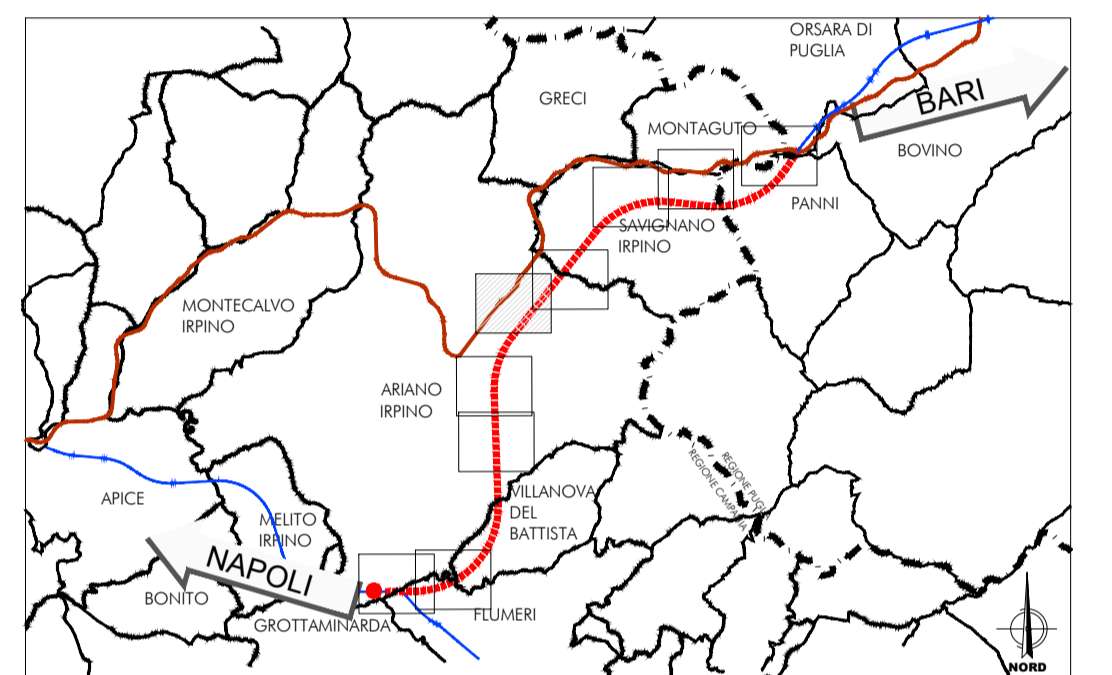 ORSARA DI
PUGLIA
GRECI
BARI
MONTAGUTO
BOVINO
PANNI
SAVIGNANO
IRPINO
MONTECALVO
IRPINO
ARIANO
IRPINO
REGIONE PUGLIA
REGIONE CAMPANIA
APICE
VILLANOVA
DEL
BATTISTA
MELITO
IRPINO
NAPOLI
BONITO
GROTTAMINARDA
FLUMERI
NORD